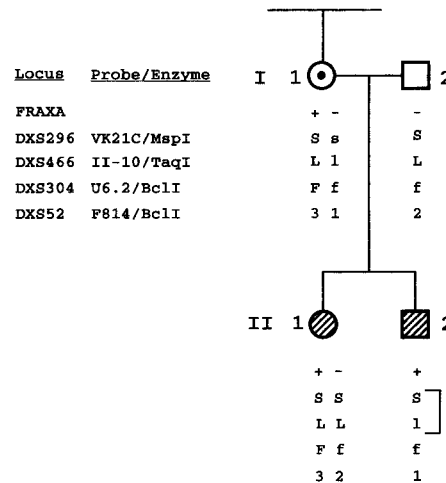 I 1 2
Locus Probe/Enzyme
FRAXA + - -
DXS296 VK21C/MspI S s S
DXS466 II-10/TaqI L l L
DXS304 U6.2/BclI F f f
DXS52 F814/BclI 3 1 2
II 1 2
+ - +
S S S
L L l
F f f
3 2 1